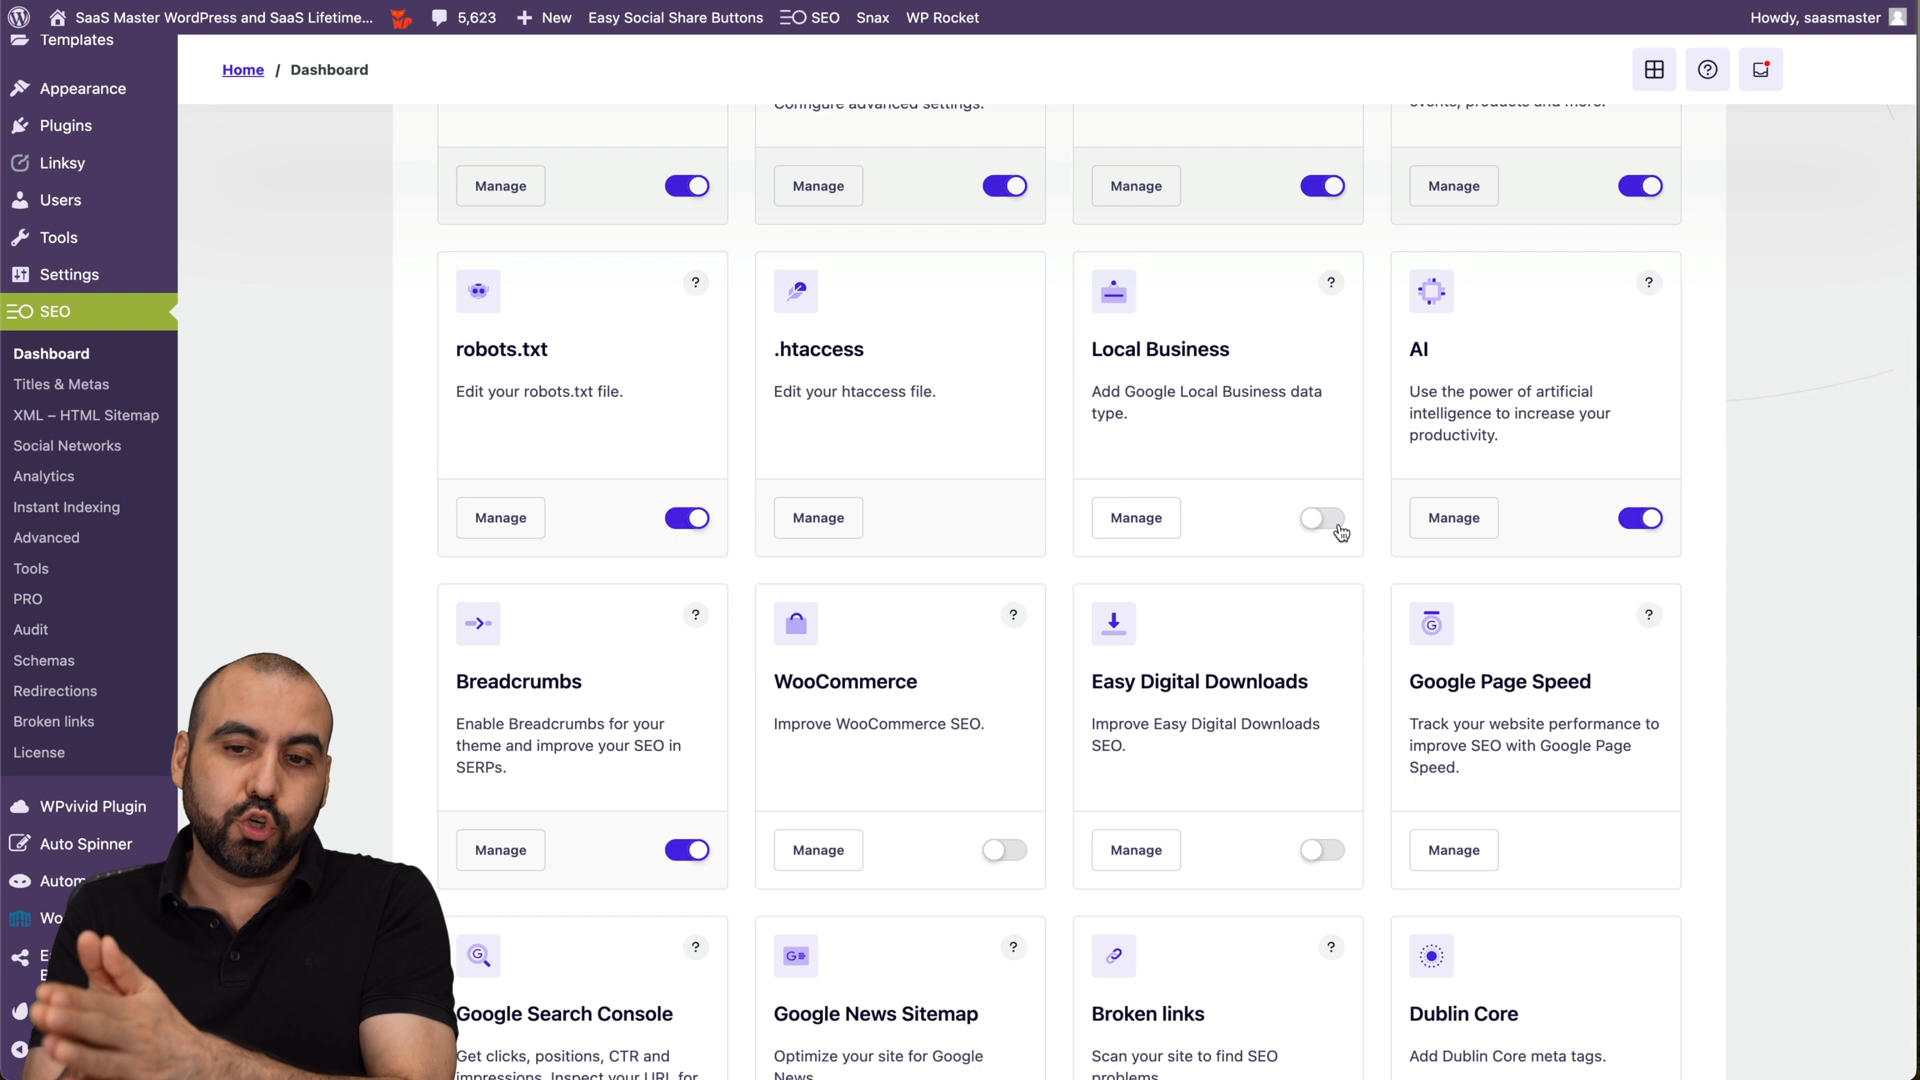 SaaS Master WordPress and SaaS Lifetime...
5,623
New
Easy Social Share Buttons
SEO
Snax
WP Rocket
Howdy, saasmaster
Templates
Appearance
Plugins
Linksy
Users
Tools
Settings
SEO
Dashboard
Titles & Metas
XML – HTML Sitemap
Social Networks
Analytics
Instant Indexing
Advanced
Tools
PRO
Audit
Schemas
Redirections
Broken links
License
WPvivid Plugin
Auto Spinner
Autom
Wo
Home / Dashboard
Configure advanced settings.
events, products and more.
Manage
Manage
Manage
Manage
?
robots.txt
Edit your robots.txt file.
Manage
.htaccess
Edit your htaccess file.
Manage
?
Local Business
Add Google Local Business data
type.
Manage
?
AI
Use the power of artificial
intelligence to increase your
productivity.
Manage
?
Breadcrumbs
Enable Breadcrumbs for your
theme and improve your SEO in
SERPs.
Manage
?
WooCommerce
Improve WooCommerce SEO.
Manage
Easy Digital Downloads
Improve Easy Digital Downloads
SEO.
Manage
?
Google Page Speed
Track your website performance to
improve SEO with Google Page
Speed.
Manage
?
Google Search Console
Get clicks, positions, CTR and
impressions. Inspect your URL for
?
Google News Sitemap
Optimize your site for Google
News.
?
Broken links
Scan your site to find SEO
problems.
Dublin Core
Add Dublin Core meta tags.